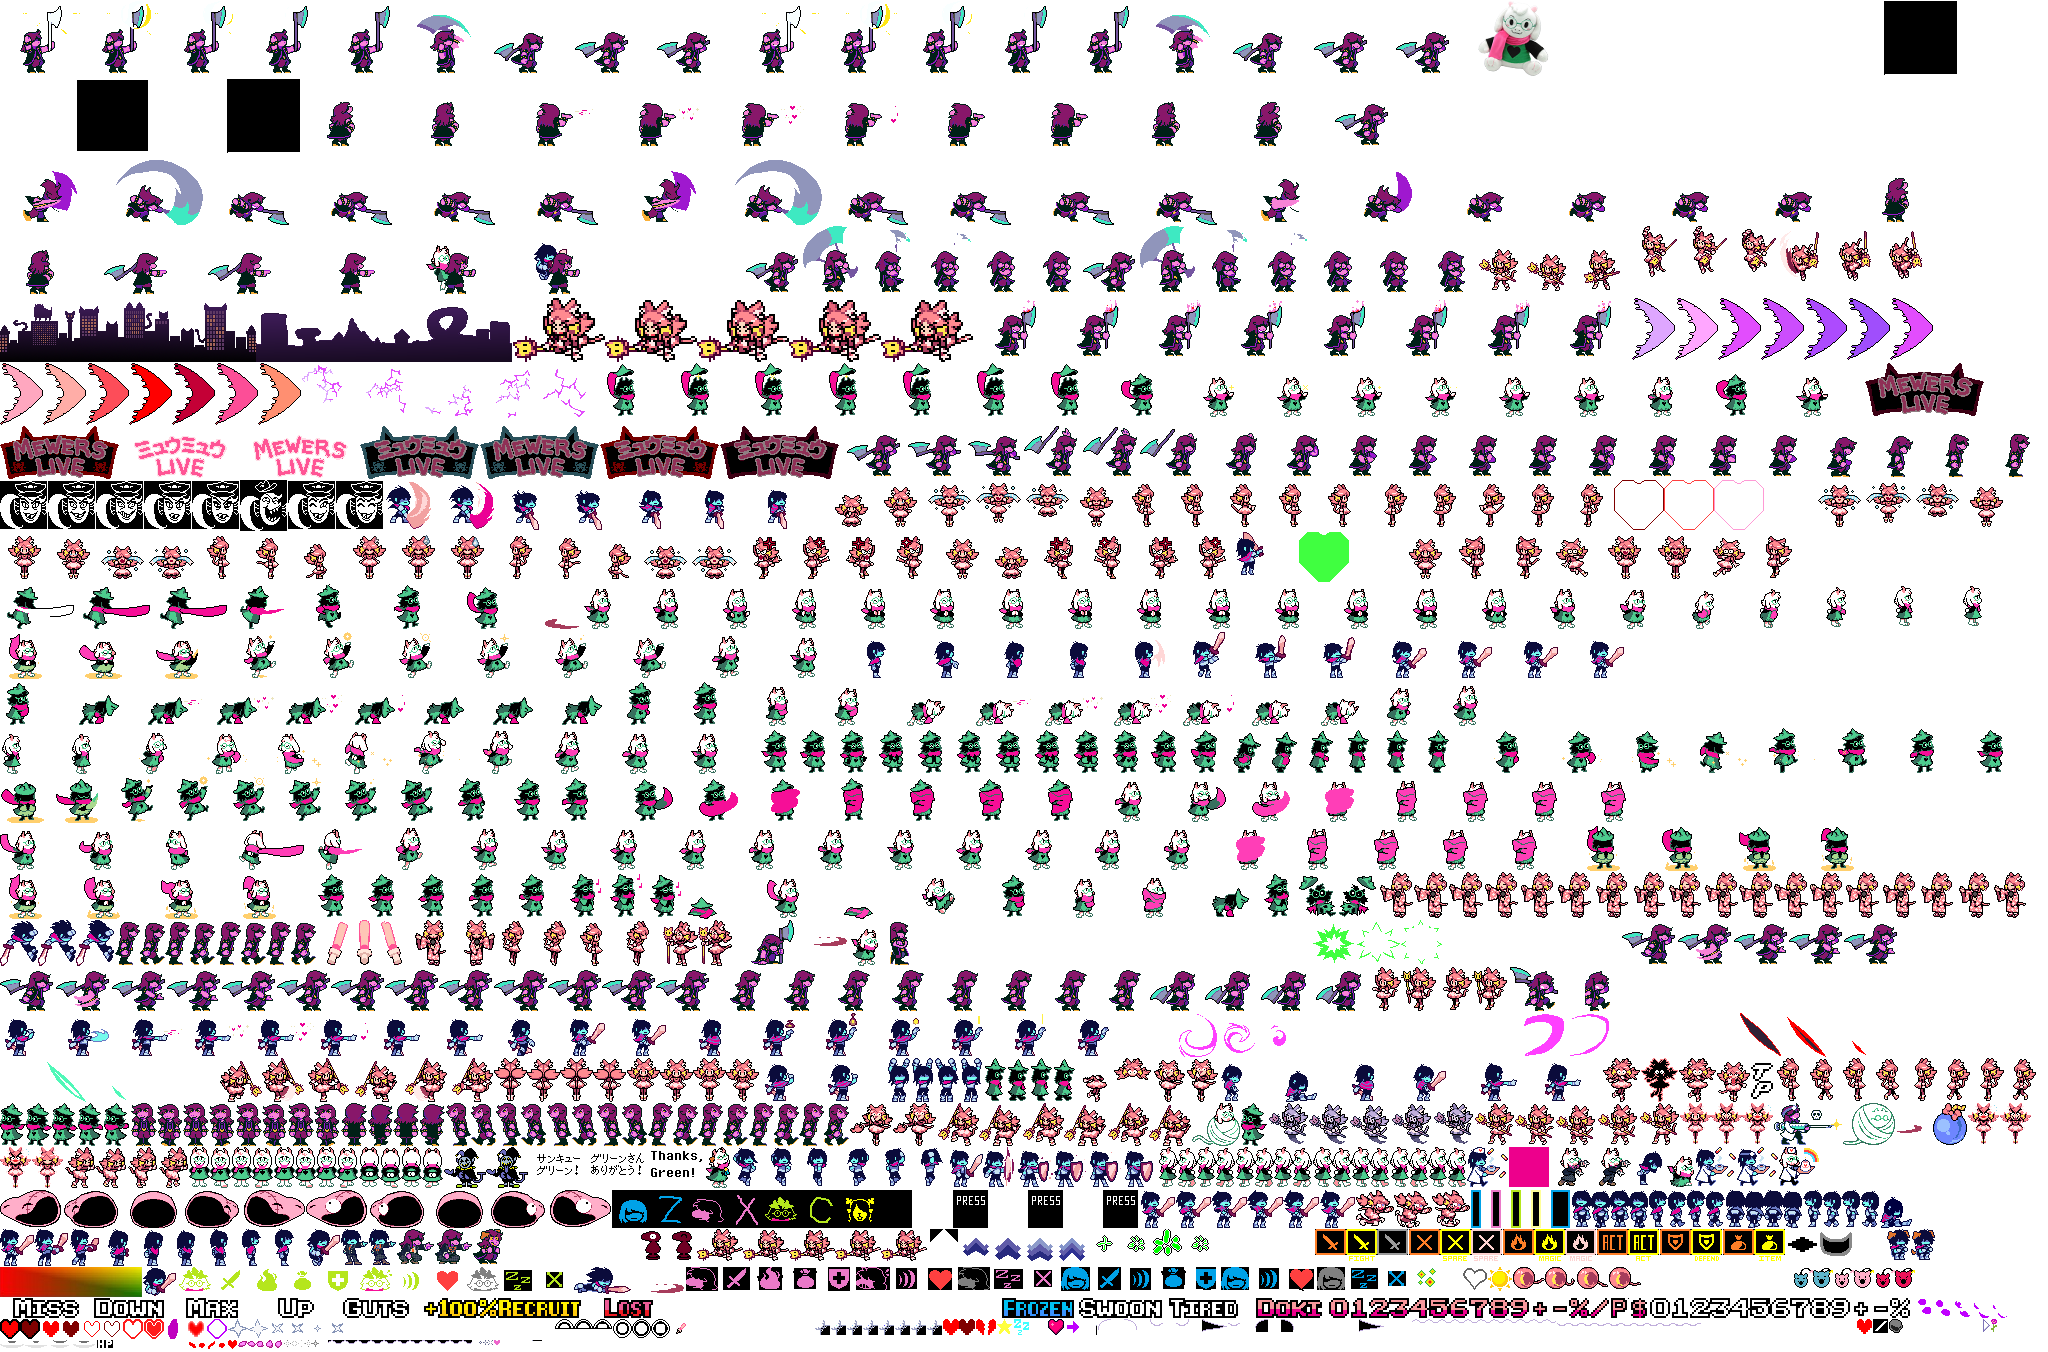 MEWERS
LIVE
MEWERS
LIVE
ミュウミュウ
LIVE
MEWERS
LIVE
ミュウミュウ
LIVE
MEWERS
LIVE
ミュウミュウ
LIVE
ミュウミュウ
LIVE
TP
サンキュー
グリーン!
グリーンさん
ありがとう!
Thanks,
Green!
Z X C
PRESS
PRESS
PRESS
ACT ACT
MISS DOWN MAX UP GUTS +100% RECRUIT LOST
FROZEN SWOON TIRED DOKI 0123456789+-%/P$0123456789+-%
HP